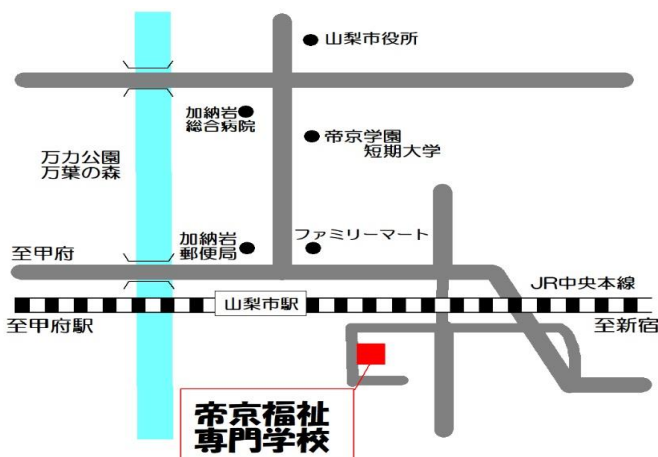 山梨市役所
加納岩
総合病院
帝京学園
短期大学
万力公園
万葉の森
至甲府
加納岩
郵便局
ファミリーマート
JR中央本線
山梨市駅
至甲府駅
至新宿
帝京福祉
専門学校